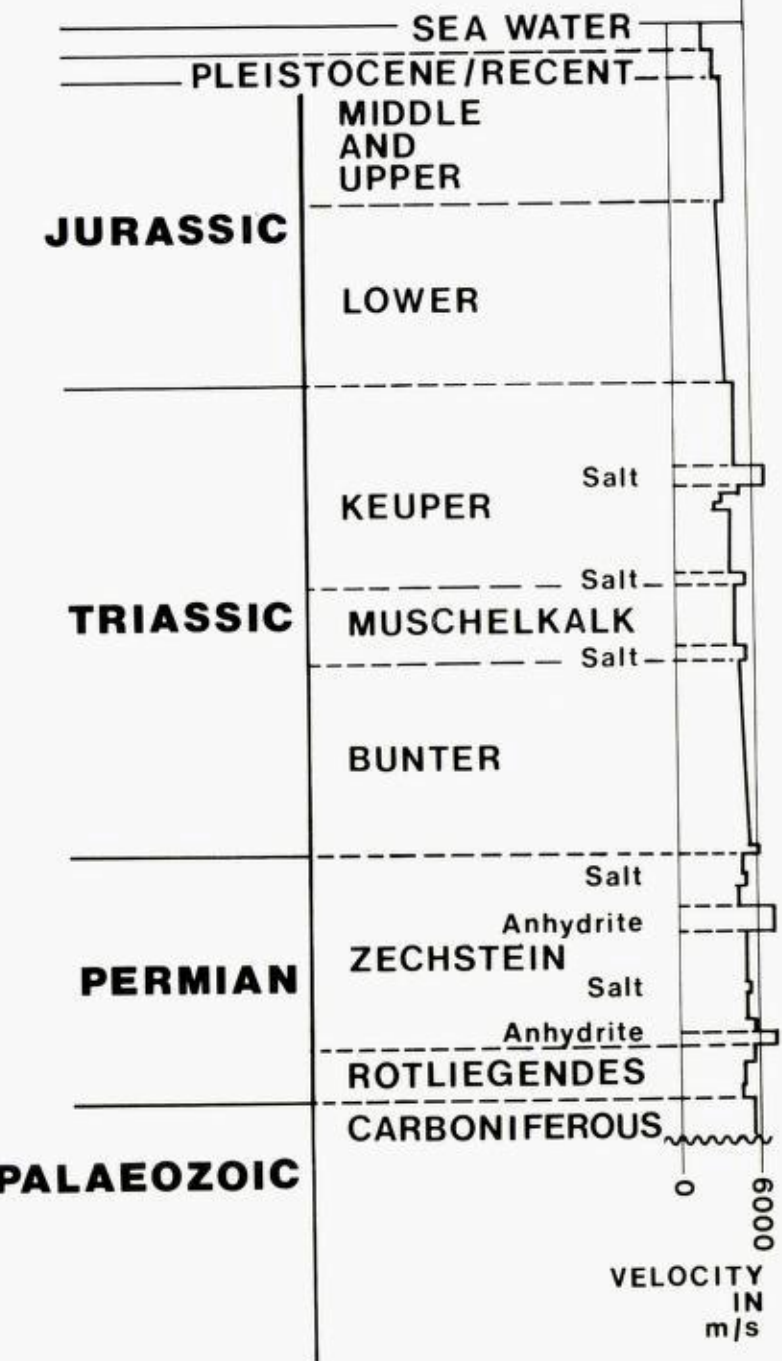 SEA WATER
PLEISTOCENE/RECENT
MIDDLE
AND
UPPER
JURASSIC
LOWER
Salt
KEUPER
Salt
TRIASSIC
MUSCHELKALK
Salt
BUNTER
Salt
Anhydrite
ZECHSTEIN
PERMIAN
Salt
Anhydrite
ROTLIEGENDES
CARBONIFEROUS
PALAEOZOIC
0
6000
VELOCITY
IN
m/s